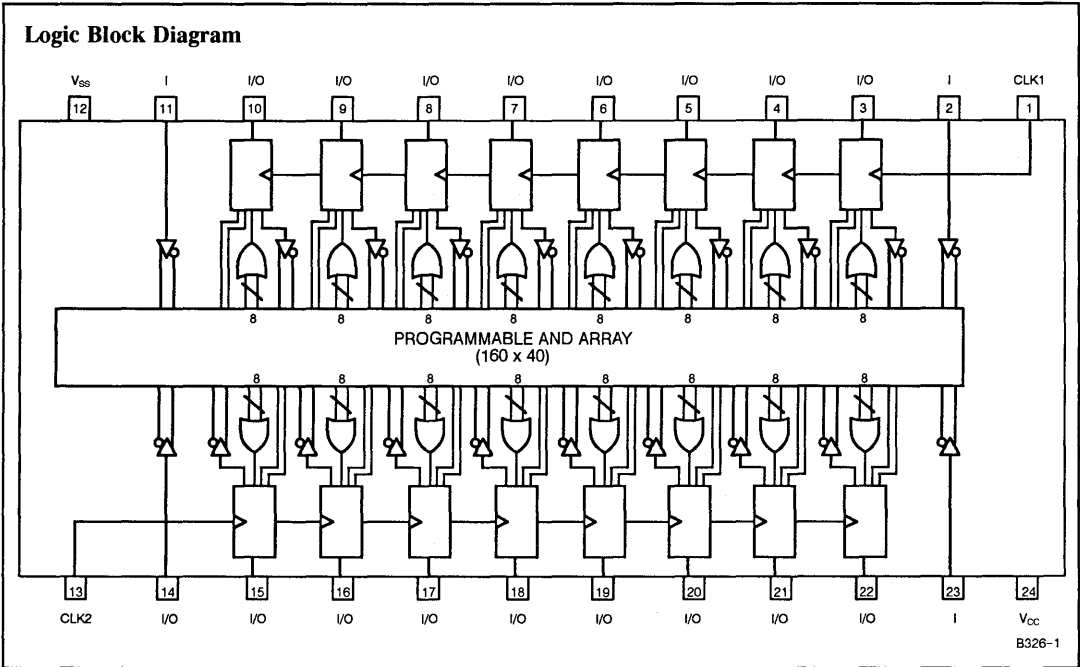 Logic Block Diagram
V_SS I I/O I/O I/O I/O I/O I/O I/O I/O I CLK1
12 11 10 9 8 7 6 5 4 3 2 1
8 8 8 8 8 8 8 8
PROGRAMMABLE AND ARRAY
(160 x 40)
8 8 8 8 8 8 8 8
13 14 15 16 17 18 19 20 21 22 23 24
CLK2 I/O I/O I/O I/O I/O I/O I/O I/O I/O I V_CC
B326-1